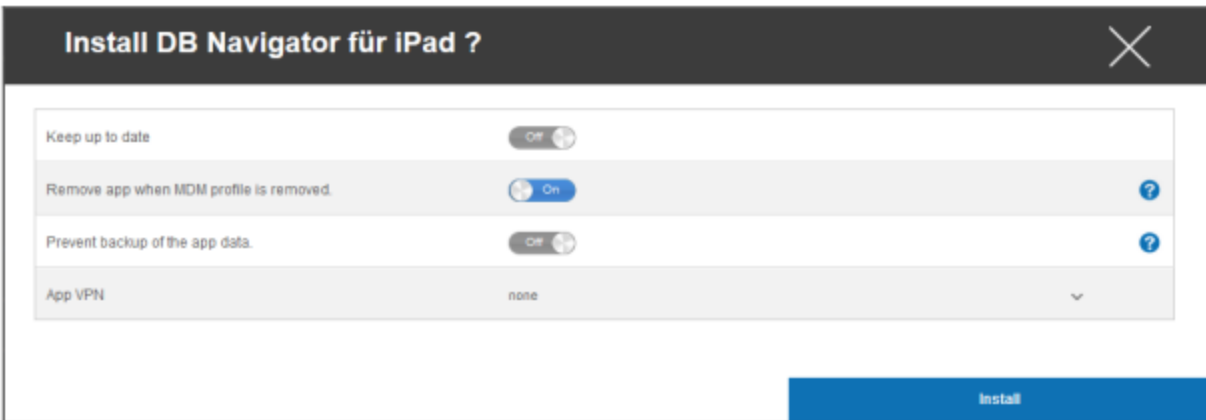 Install DB Navigator für iPad ?
Keep up to date
Off
Remove app when MDM profile is removed.
On
?
Prevent backup of the app data.
Off
?
App VPN
none
Install